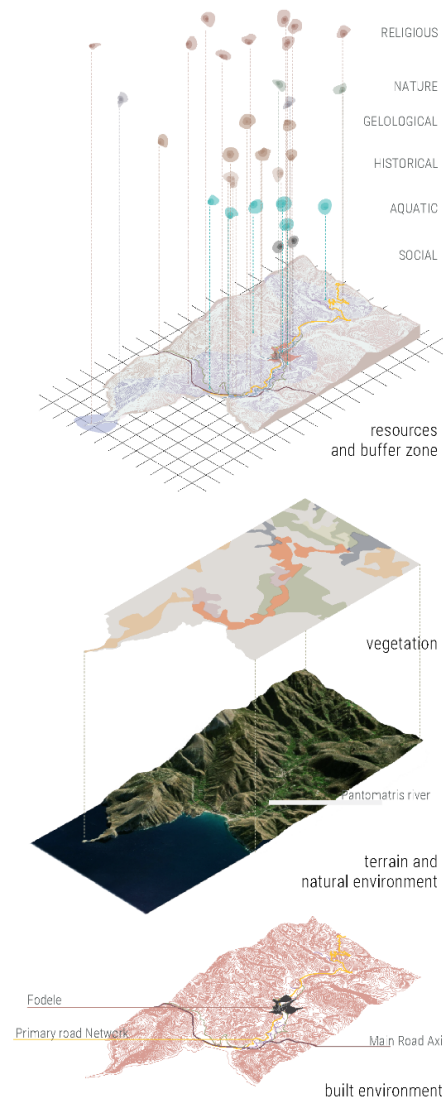 RELIGIOUS
NATURE
GELOLOGICAL
HISTORICAL
AQUATIC
SOCIAL
resources
and buffer zone
vegetation
Pantomatris river
terrain and
natural environment
Fodele
Primary road Network
Main Road Axi
built environment